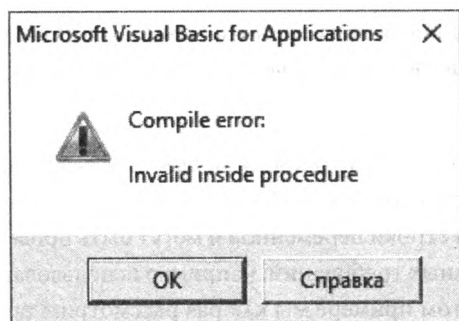 Microsoft Visual Basic for Applications
Compile error:
Invalid inside procedure
OK
Справка